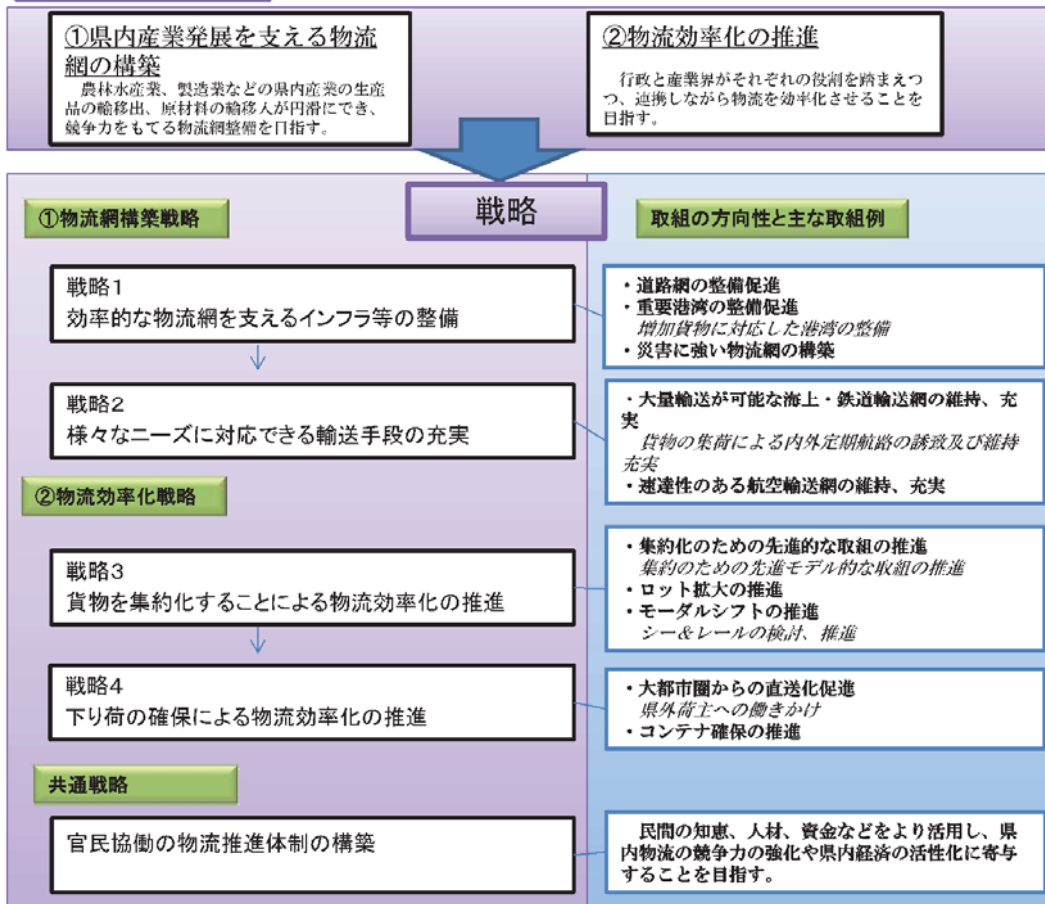 ①県内産業発展を支える物流
網の構築
農林水産業、製造業などの県内産業の生産
品の輸移出、原材料の輸移入が円滑にでき、
競争力をもてる物流網整備を目指す。
②物流効率化の推進
行政と産業界がそれぞれの役割を踏まえつ
つ、連携しながら物流を効率化させることを
目指す。
戦略
①物流網構築戦略
取組の方向性と主な取組例
戦略1
効率的な物流網を支えるインフラ等の整備
・道路網の整備促進
・重要港湾の整備促進
増加貨物に対応した港湾の整備
・災害に強い物流網の構築
戦略2
様々なニーズに対応できる輸送手段の充実
・大量輸送が可能な海上・鉄道輸送網の維持、充
実
貨物の集荷による内外定期航路の誘致及び維持
充実
・速達性のある航空輸送網の維持、充実
②物流効率化戦略
戦略3
貨物を集約化することによる物流効率化の推進
・集約化のための先進的な取組の推進
集約のための先進モデル的な取組の推進
・ロット拡大の推進
・モーダルシフトの推進
シー＆レールの検討、推進
戦略4
下り荷の確保による物流効率化の推進
・大都市圏からの直送化促進
県外荷主への働きかけ
・コンテナ確保の推進
共通戦略
官民協働の物流推進体制の構築
民間の知恵、人材、資金などをより活用し、県
内物流の競争力の強化や県内経済の活性化に寄与
することを目指す。